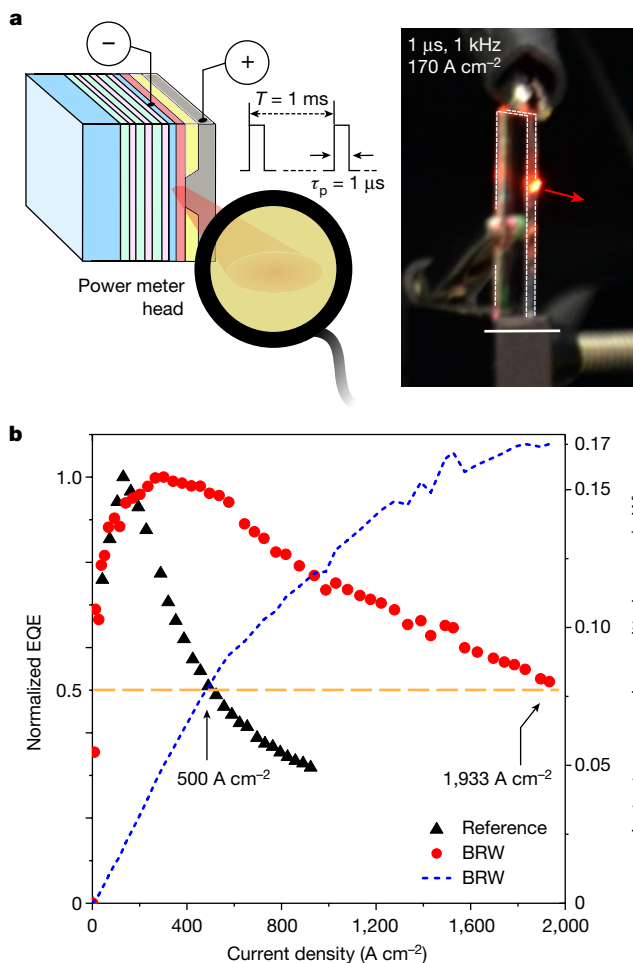 a
−
+
T = 1 ms
τp = 1 μs
Power meter
head
1 μs, 1 kHz
170 A cm−2
b
1.0
0.5
0
Normalized EQE
0.17
0.15
0.10
0.05
0
500 A cm−2
1,933 A cm−2
Reference
BRW
BRW
0
400
800
1,200
1,600
2,000
Current density (A cm−2)